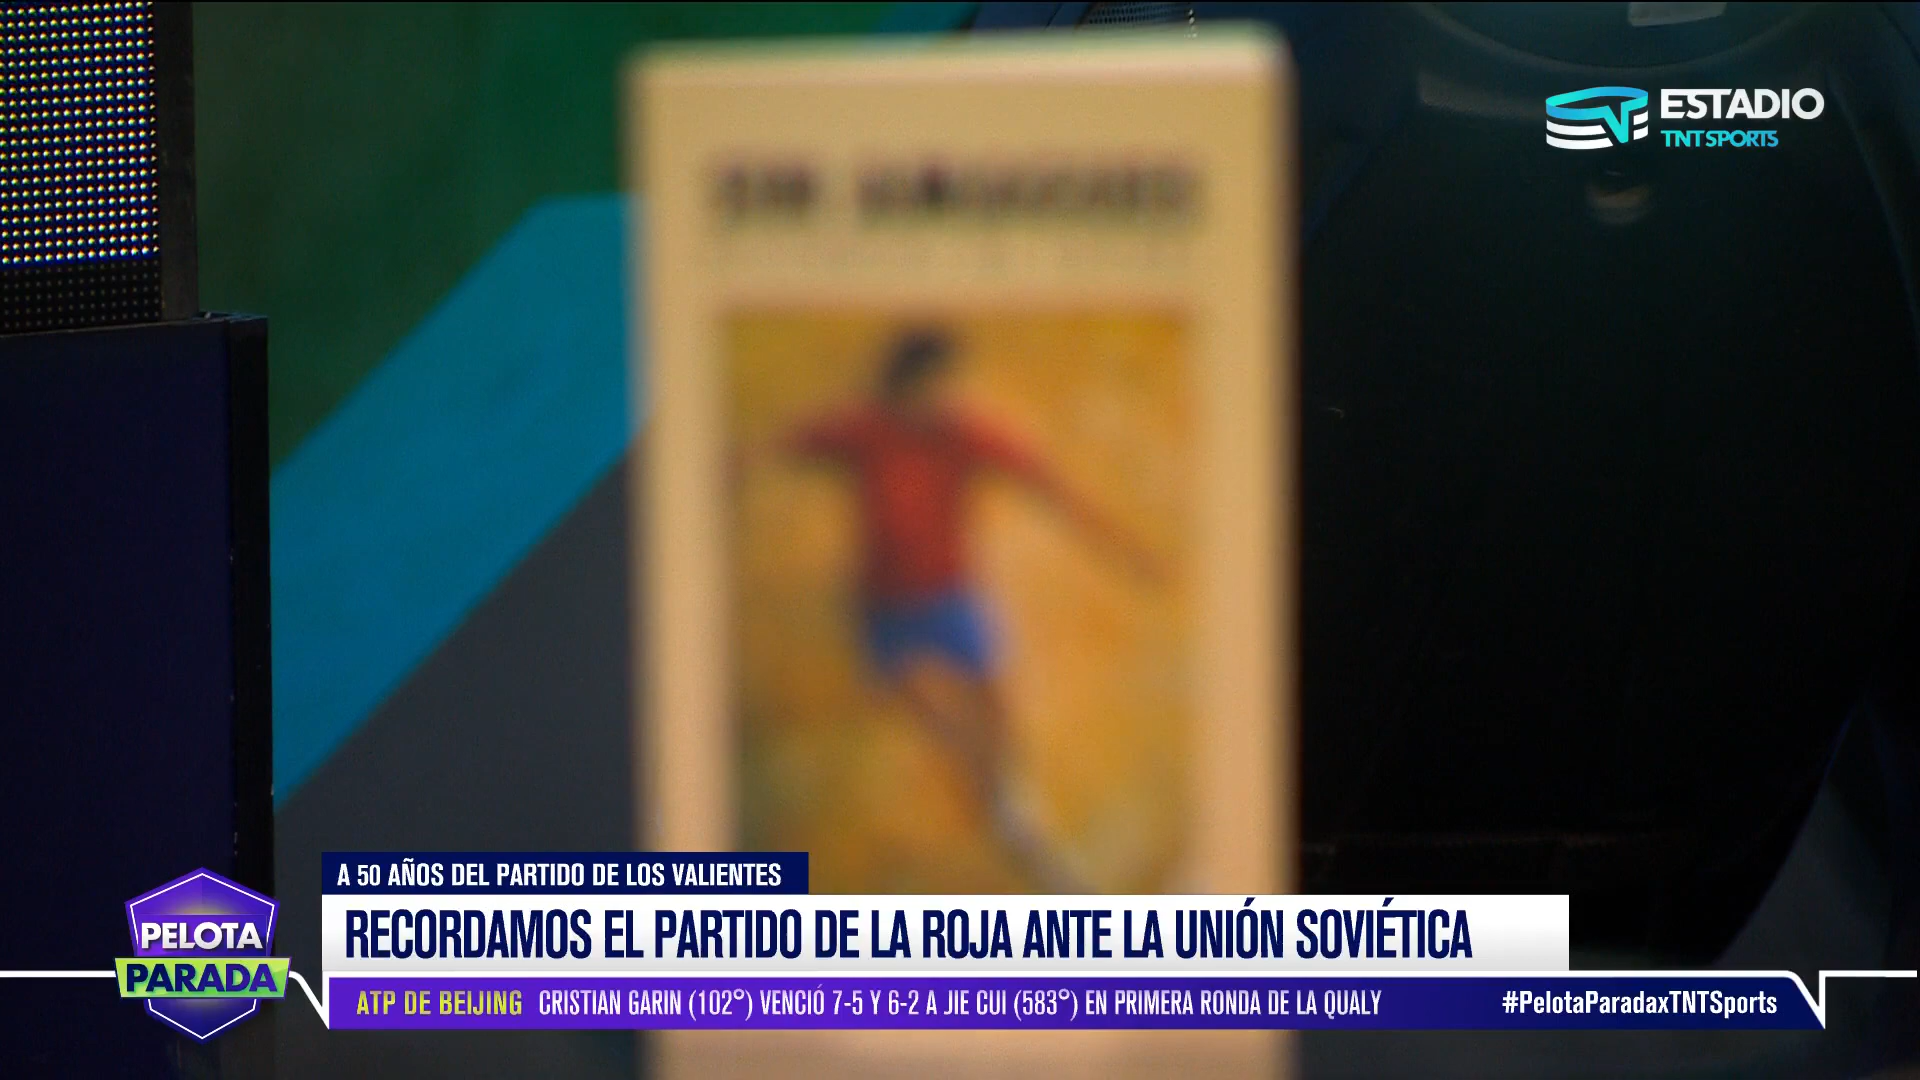 ESTADIO
TNT SPORTS
A 50 AÑOS DEL PARTIDO DE LOS VALIENTES
RECORDAMOS EL PARTIDO DE LA ROJA ANTE LA UNIÓN SOVIÉTICA
PELOTA
PARADA
ATP DE BEIJING CRISTIAN GARIN (102°) VENCIÓ 7-5 Y 6-2 A JIE CUI (583°) EN PRIMERA RONDA DE LA QUALY
#PelotaParadaxTNTSports